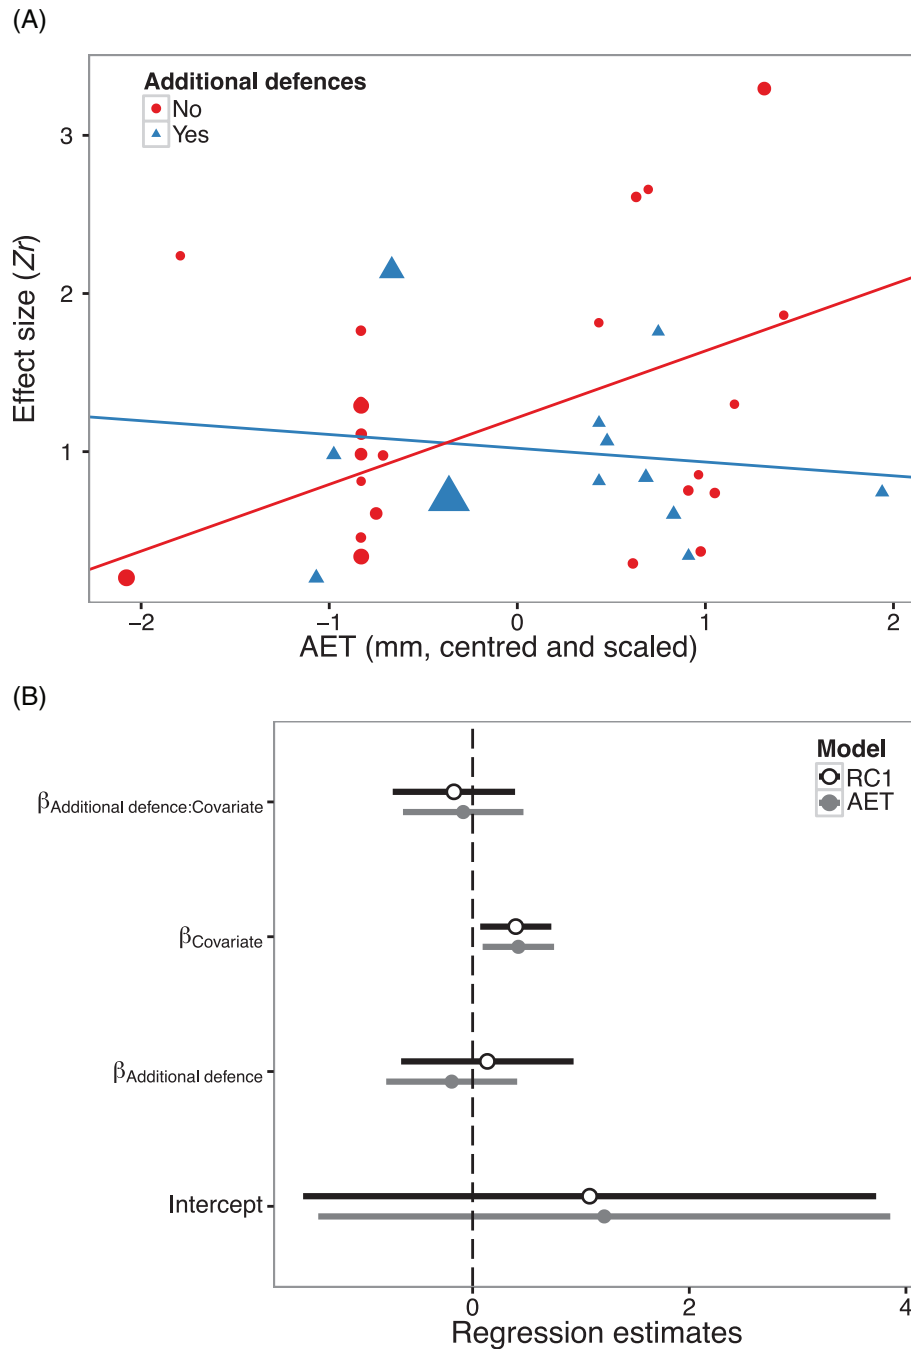 (A)
Additional defences
No
Yes
Effect size (Zr)
3
2
1
−2 −1 0 1 2
AET (mm, centred and scaled)
(B)
Model
RC1
AET
βAdditional defence:Covariate
βCovariate
βAdditional defence
Intercept
0 2 4
Regression estimates